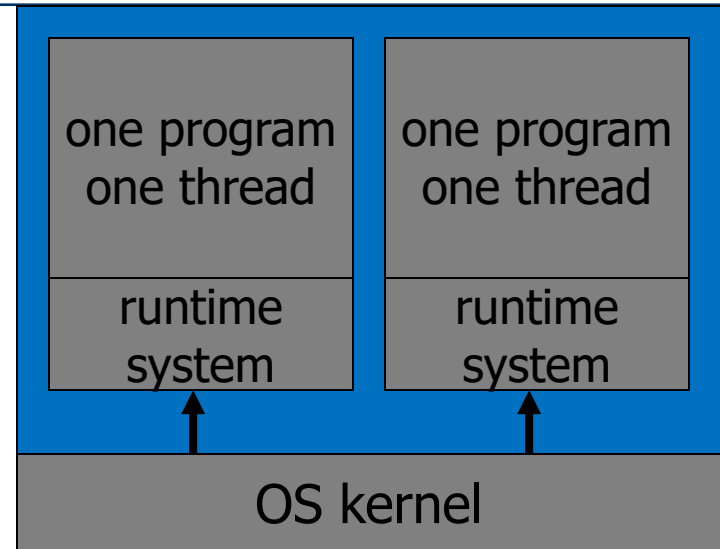 one program
one thread
runtime
system
one program
one thread
runtime
system
OS kernel